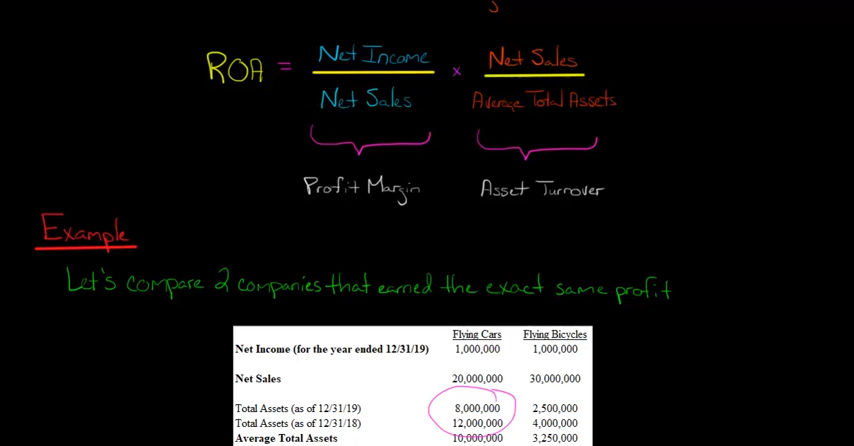 Net Income Net Sales
ROA = ×
Net Sales Average Total Assets
Profit Margin Asset Turnover
Example
Let's compare 2 companies that earned the exact same profit
Flying Cars Flying Bicycles
Net Income (for the year ended 12/31/19) 1,000,000 1,000,000
Net Sales 20,000,000 30,000,000
Total Assets (as of 12/31/19) 8,000,000 2,500,000
Total Assets (as of 12/31/18) 12,000,000 4,000,000
Average Total Assets 10,000,000 3,250,000